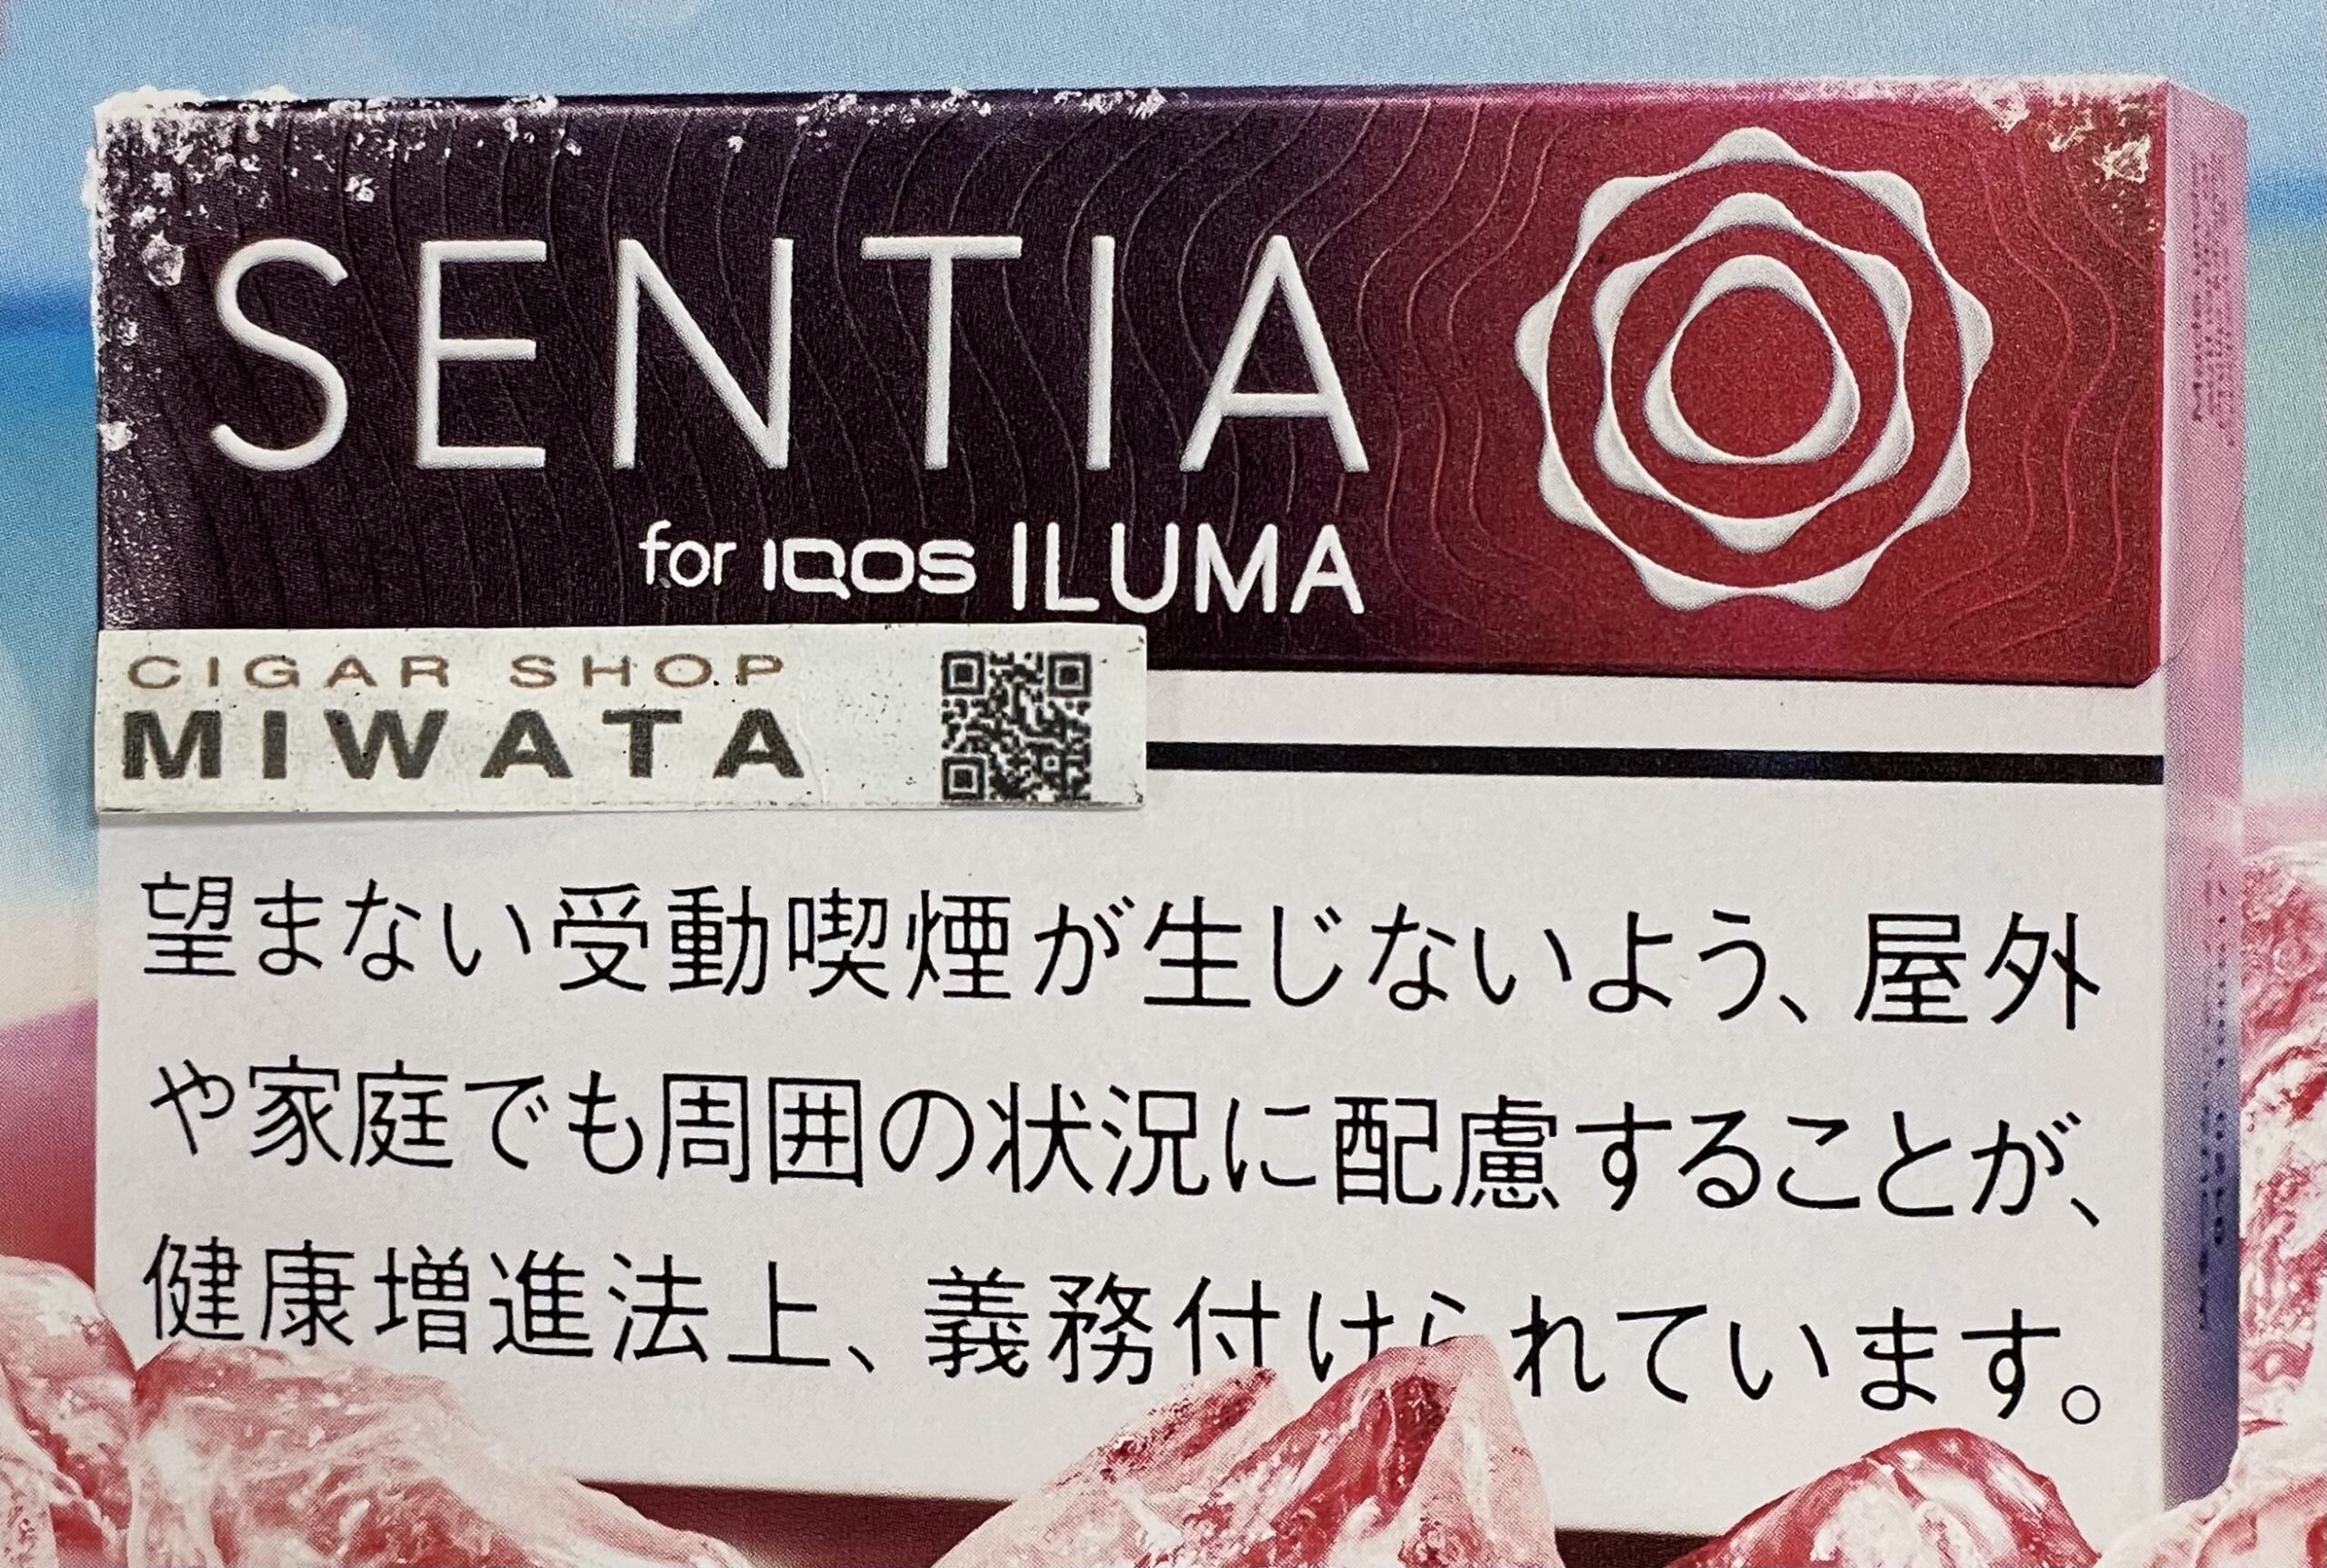 SENTIA
for IQOS ILUMA
CIGAR SHOP
MIWATA
望まない受動喫煙が生じないよう、屋外
や家庭でも周囲の状況に配慮することが、
健康増進法上、義務付けられています。